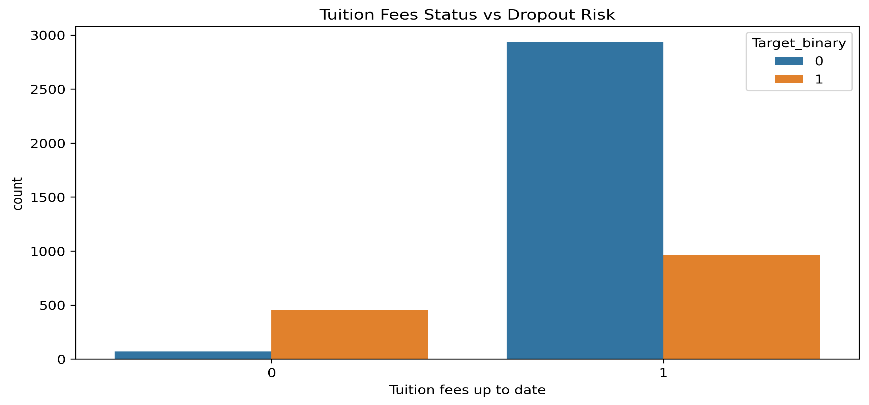 Tuition Fees Status vs Dropout Risk
3000
2500
2000
1500
1000
500
0
count
Target_binary
0
1
0
1
Tuition fees up to date